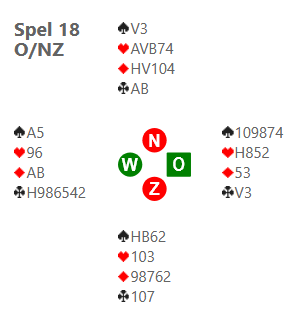 Spel 18
O/NZ
♠V3
♥AVB74
♦HV104
♣AB
♠A5
♥96
♦AB
♣H986542
N
W O
Z
♠109874
♥H852
♦53
♣V3
♠HB62
♥103
♦98762
♣107